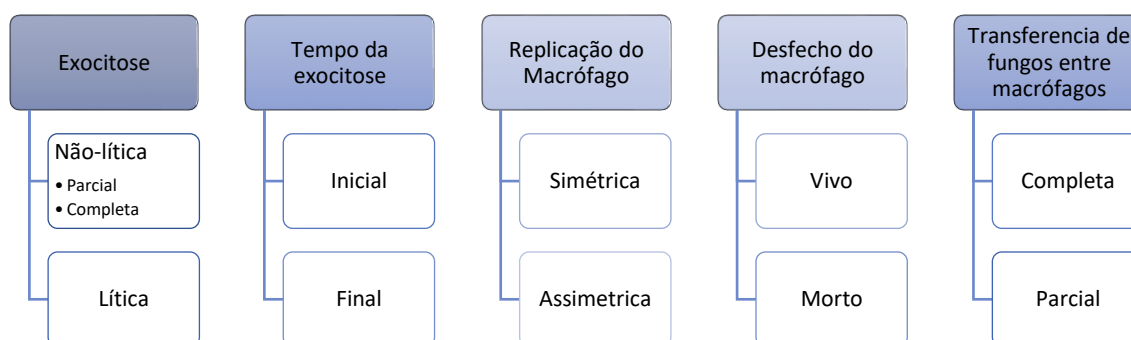 Exocitose
Não-lítica
• Parcial
• Completa
Lítica
Tempo da
exocitose
Inicial
Final
Replicação do
Macrófago
Simétrica
Assimetrica
Desfecho do
macrófago
Vivo
Morto
Transferencia de
fungos entre
macrófagos
Completa
Parcial